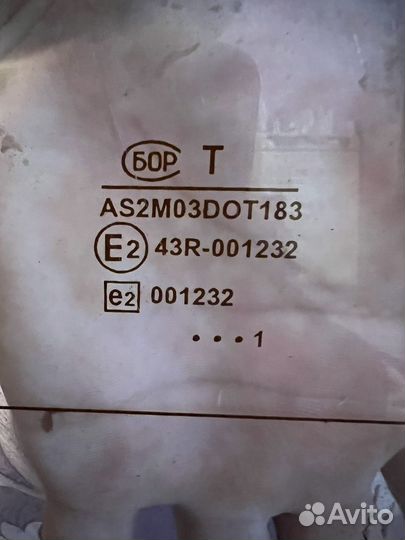 БОР T
AS2M03DOT183
E2 43R-001232
e2 001232
•••1
Avito